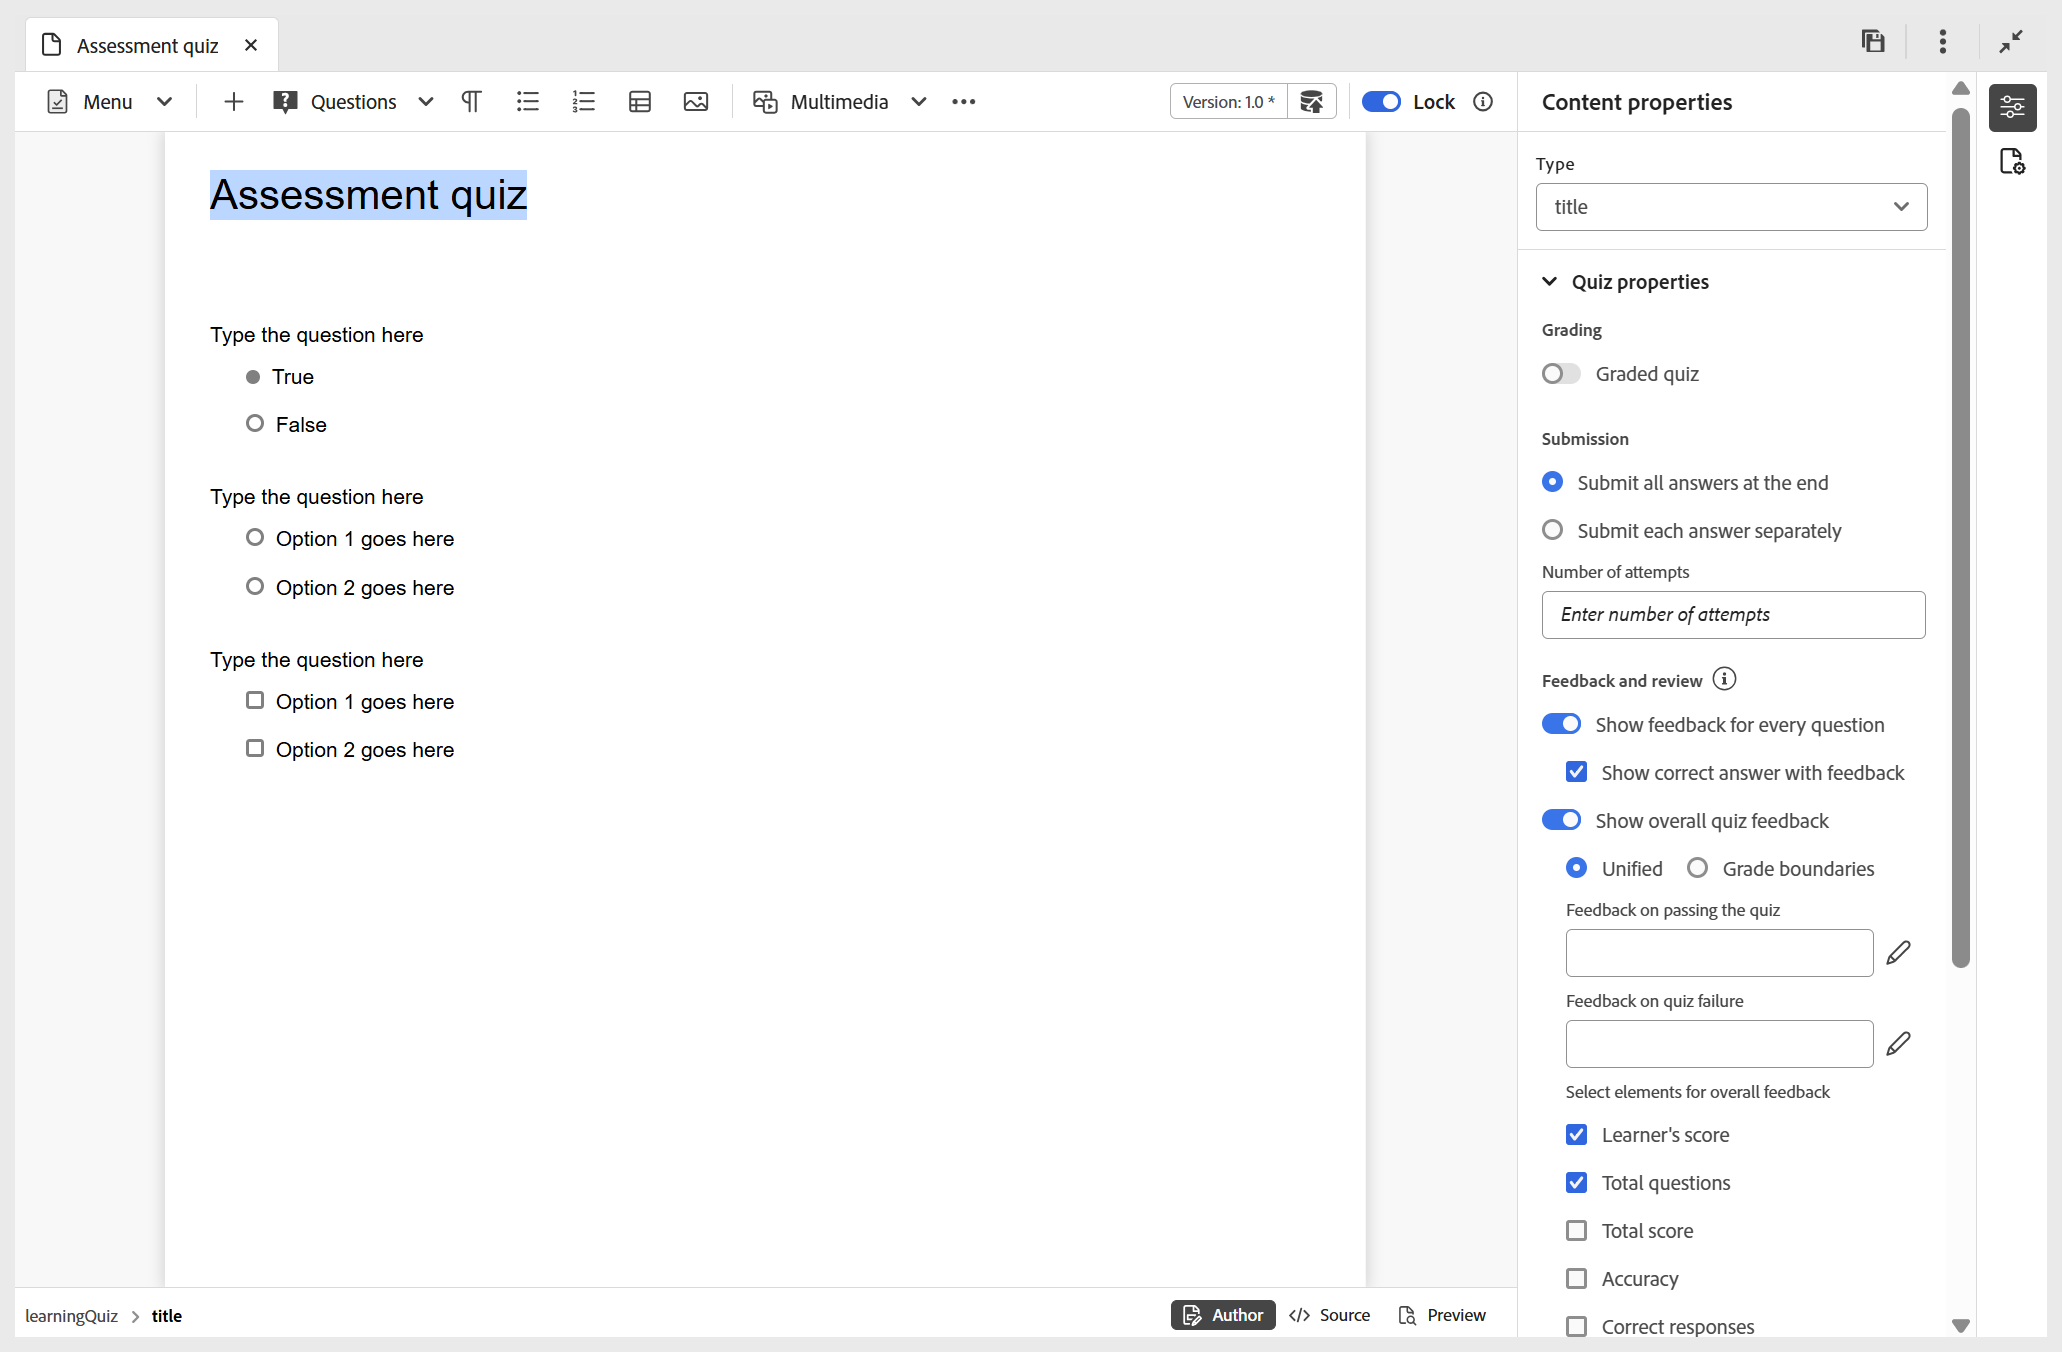 Assessment quiz
Menu
Questions
Multimedia
Version: 1.0 *
Lock
Assessment quiz
Type the question here
True
False
Type the question here
Option 1 goes here
Option 2 goes here
Type the question here
Option 1 goes here
Option 2 goes here
Content properties
Type
title
Quiz properties
Grading
Graded quiz
Submission
Submit all answers at the end
Submit each answer separately
Number of attempts
Enter number of attempts
Feedback and review
Show feedback for every question
Show correct answer with feedback
Show overall quiz feedback
Unified Grade boundaries
Feedback on passing the quiz
Feedback on quiz failure
Select elements for overall feedback
Learner's score
Total questions
Total score
Accuracy
Correct responses
learningQuiz > title
Author
Source
Preview